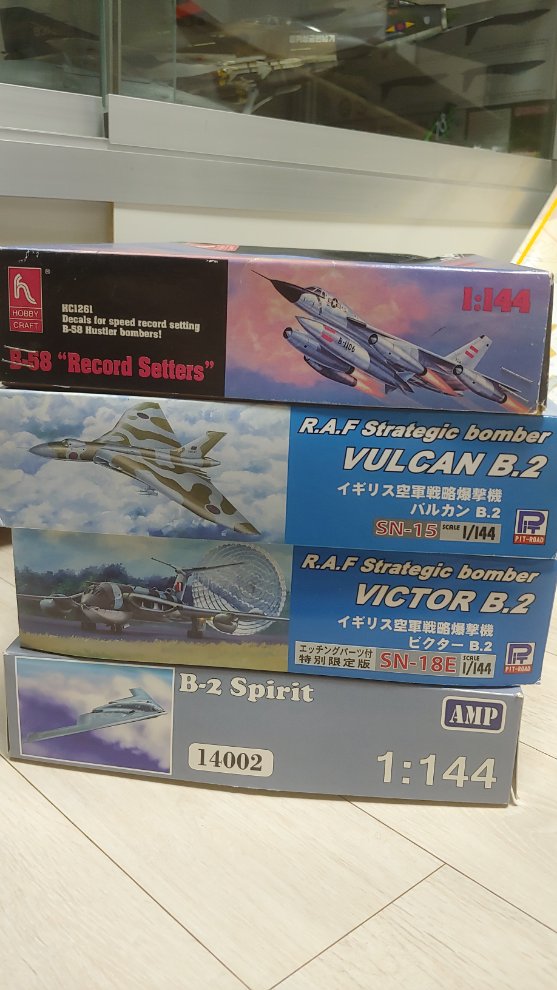 HOBBY
CRAFT
®
HC1261
Decals for speed record setting
B-58 Hustler bombers!
B-58 "Record Setters"
1:144
R.A.F Strategic bomber
VULCAN B.2
イギリス空軍戦略爆撃機
バルカン B.2
SN-15 SCALE 1/144
PIT-ROAD
R.A.F Strategic bomber
VICTOR B.2
イギリス空軍戦略爆撃機
ビクター B.2
エッチングパーツ付
特別限定版
SN-18E SCALE 1/144
PIT-ROAD
B-2 Spirit
14002
AMP
1:144